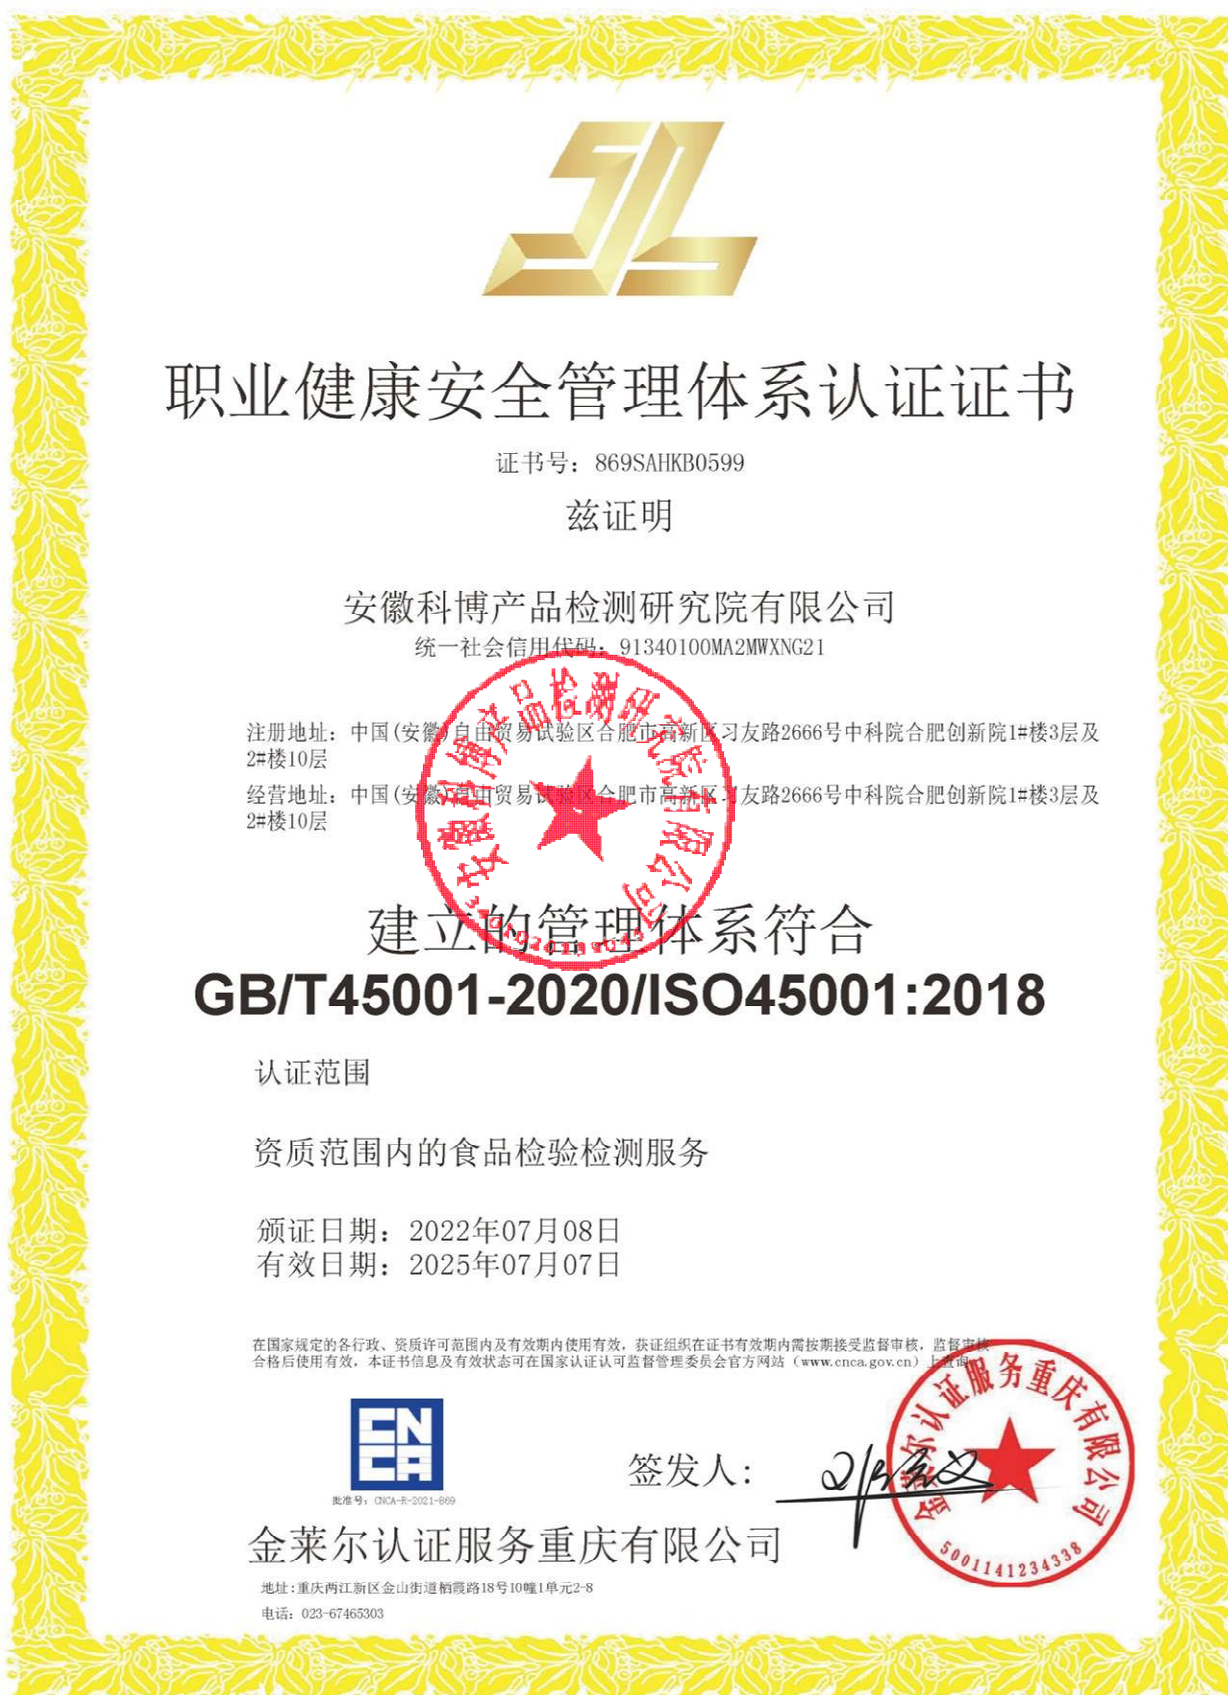 职业健康安全管理体系认证证书
证书号：869SAHKB0599
兹证明
安徽科博产品检测研究院有限公司
统一社会信用代码：91340100MA2MWXNG21
注册地址：中国(安徽)自由贸易试验区合肥市高新区习友路2666号中科院合肥创新院1#楼3层及
2#楼10层
经营地址：中国(安徽)自由贸易试验区合肥市高新区习友路2666号中科院合肥创新院1#楼3层及
2#楼10层
安徽科博产品检测研究院有限公司
建立的管理体系符合
GB/T45001-2020/ISO45001:2018
认证范围
资质范围内的食品检验检测服务
颁证日期：2022年07月08日
有效日期：2025年07月07日
在国家规定的各行政、资质许可范围内及有效期内使用有效，获证组织在证书有效期内需按期接受监督审核，监督审核
合格后使用有效，本证书信息及有效状态可在国家认证认可监督管理委员会官方网站（www.cnca.gov.cn）上查询
CNCA
批准号：CNCA-R-2021-869
签发人：
金莱尔认证服务重庆有限公司
5001141234338
金莱尔认证服务重庆有限公司
地址:重庆两江新区金山街道栖霞路18号10幢1单元2-8
电话：023-67465303